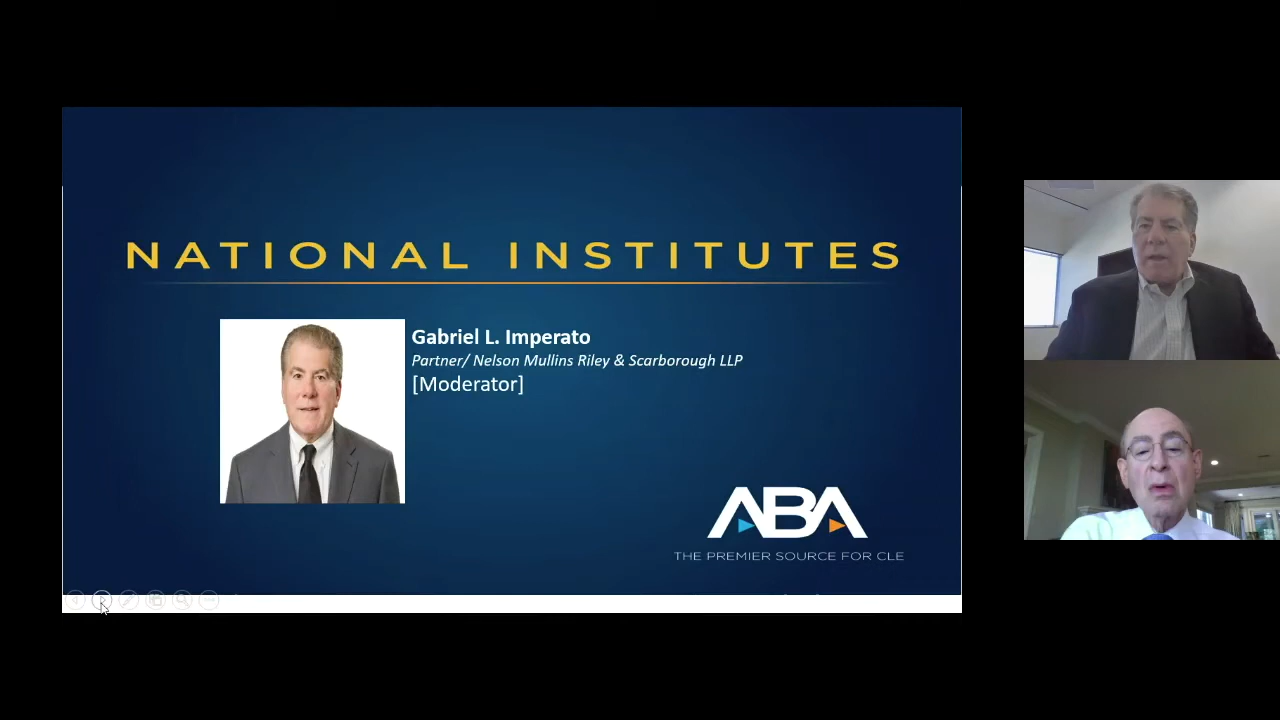 NATIONAL INSTITUTES
Gabriel L. Imperato
Partner/ Nelson Mullins Riley & Scarborough LLP
[Moderator]
ABA
THE PREMIER SOURCE FOR CLE